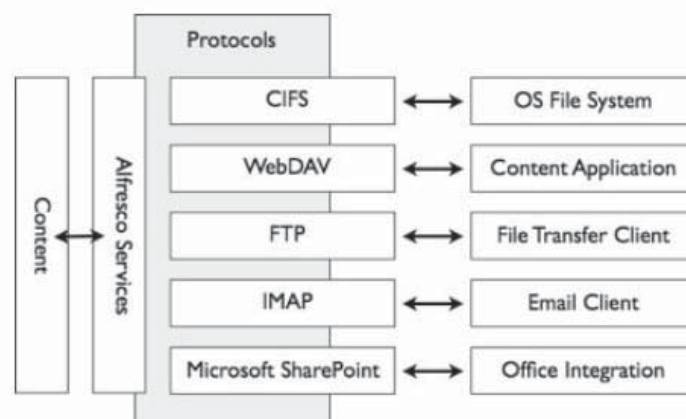 Protocols
CIFS
OS File System
WebDAV
Content Application
Content
Alfresco Services
FTP
File Transfer Client
IMAP
Email Client
Microsoft SharePoint
Office Integration